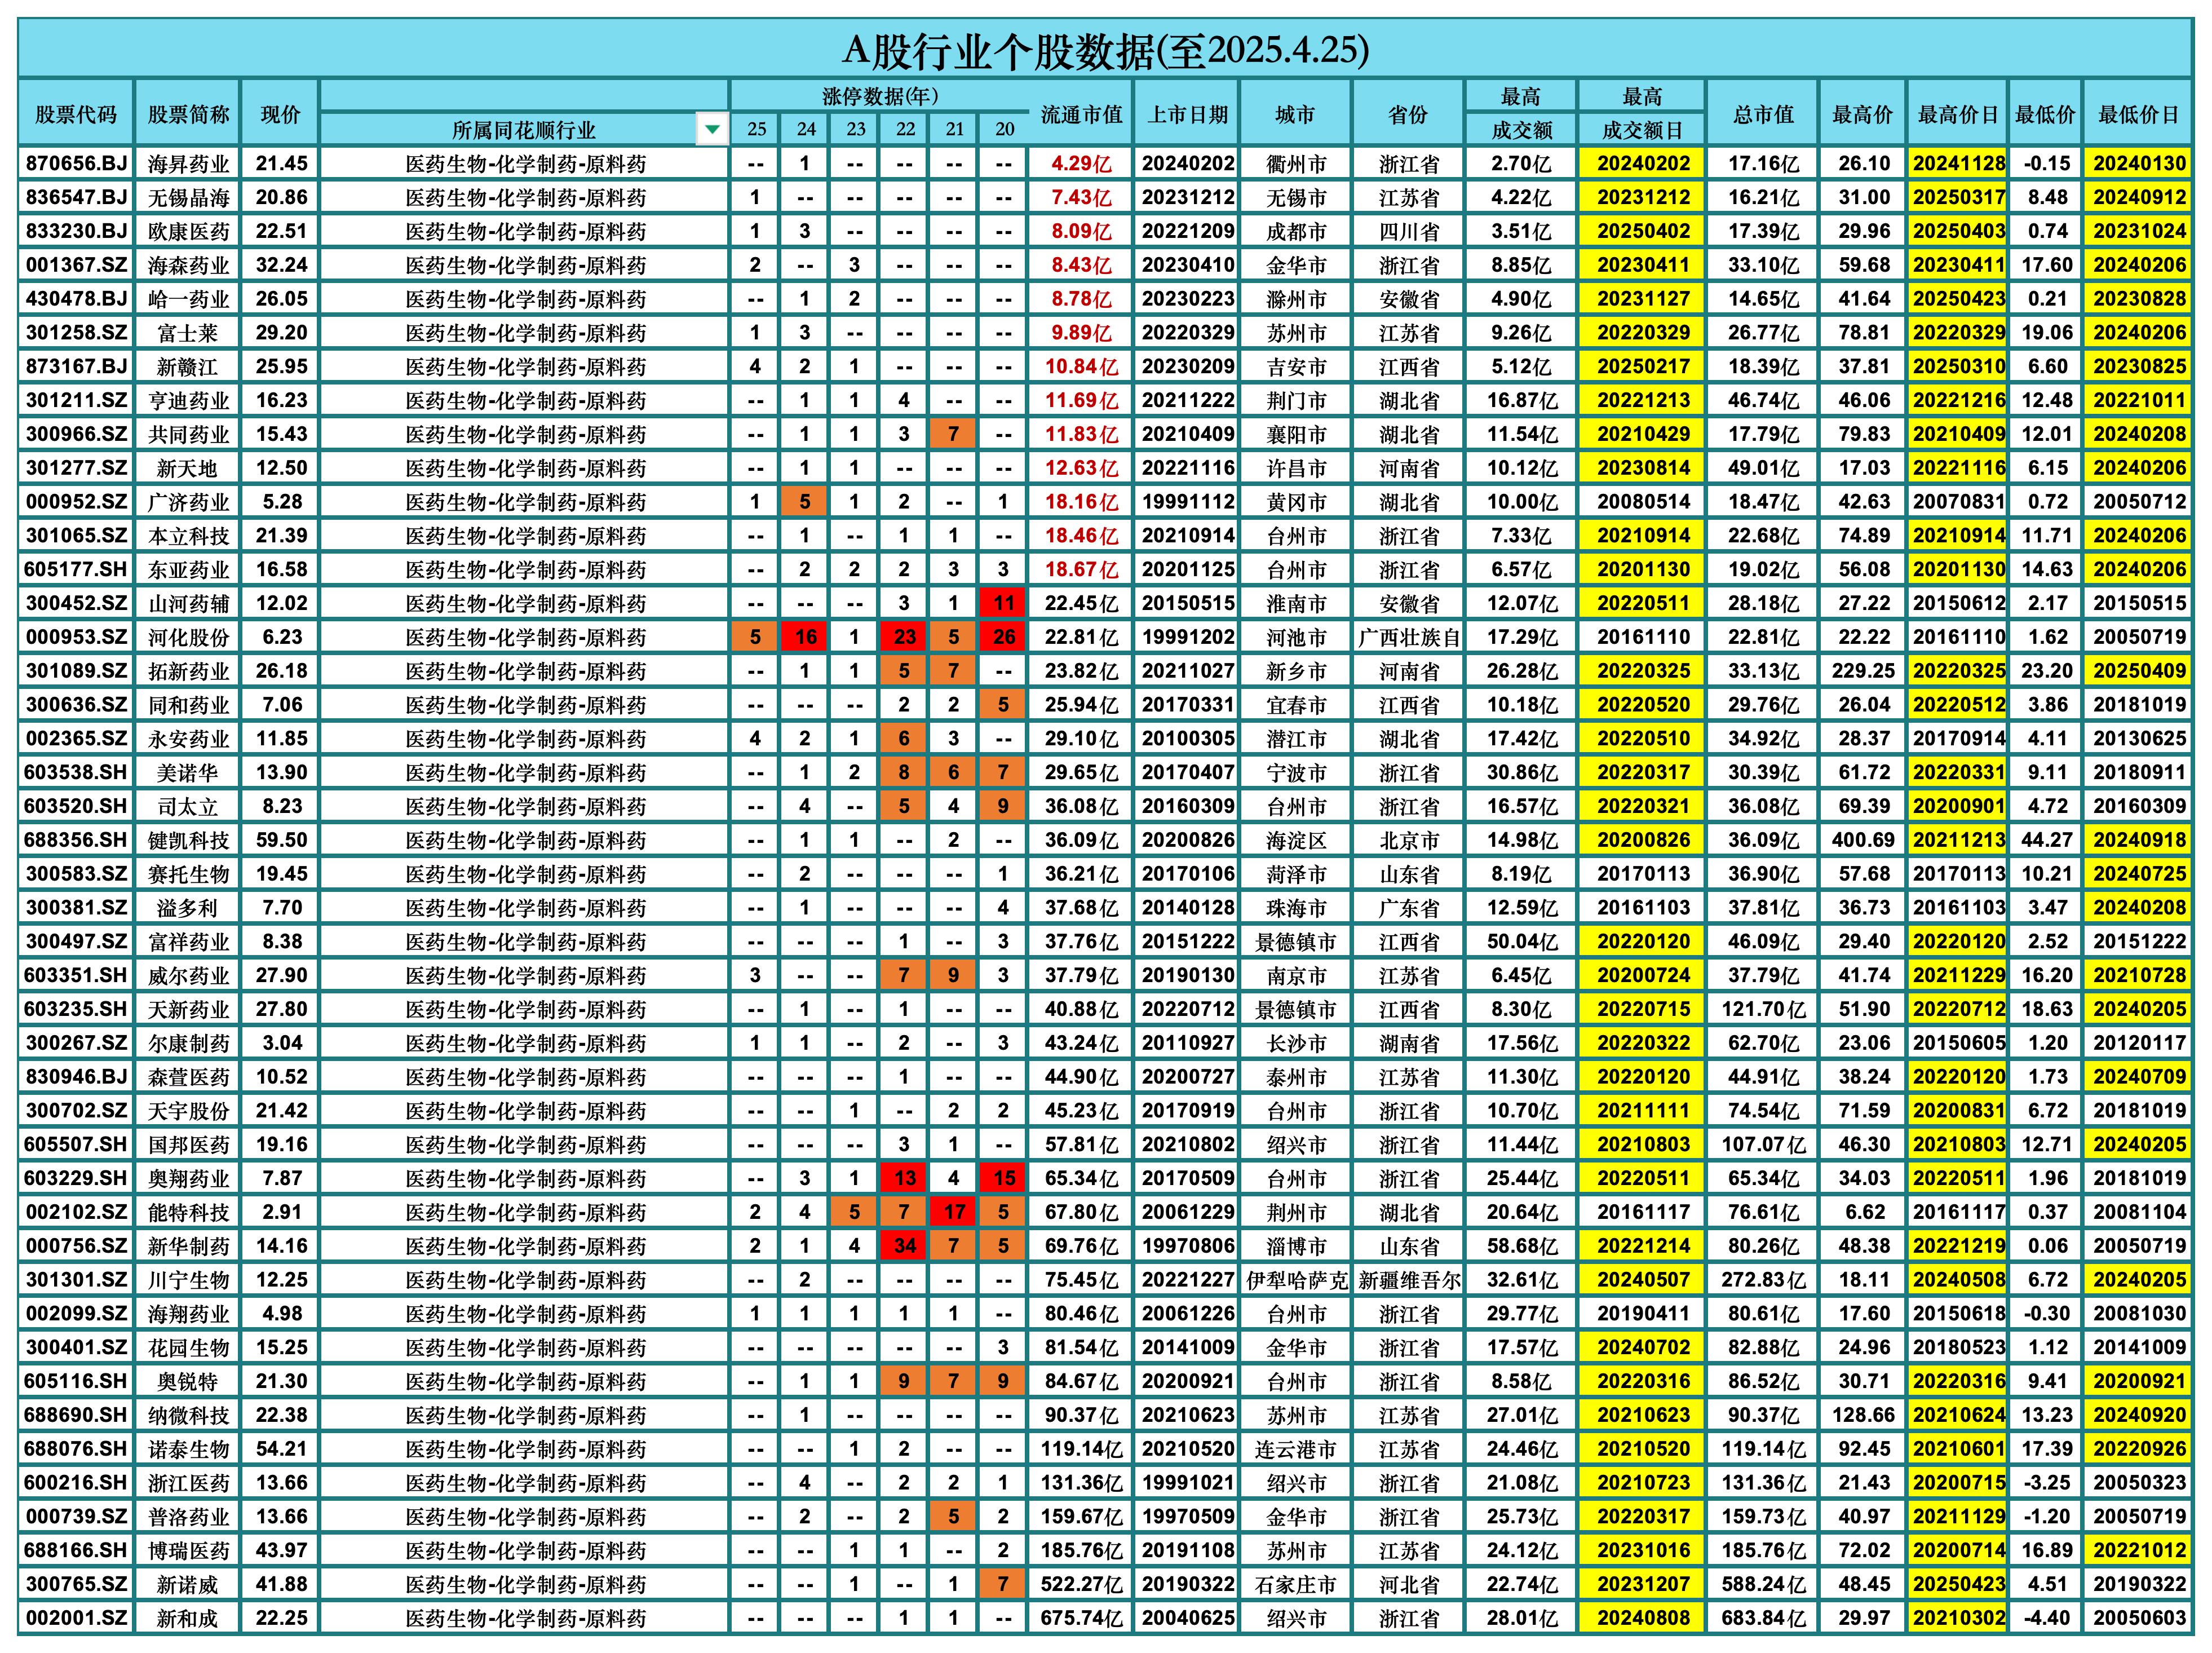 A股行业个股数据(至2025.4.25)
股票代码 股票简称 现价 所属同花顺行业 涨停数据(年) 流通市值 上市日期 城市 省份 最高 最高 总市值 最高价 最高价日 最低价 最低价日
25 24 23 22 21 20 成交额 成交额日
870656.BJ 海昇药业 21.45 医药生物-化学制药-原料药 -- 1 -- -- -- -- 4.29亿 20240202 衢州市 浙江省 2.70亿 20240202 17.16亿 26.10 20241128 -0.15 20240130
836547.BJ 无锡晶海 20.86 医药生物-化学制药-原料药 1 -- -- -- -- -- 7.43亿 20231212 无锡市 江苏省 4.22亿 20231212 16.21亿 31.00 20250317 8.48 20240912
833230.BJ 欧康医药 22.51 医药生物-化学制药-原料药 1 3 -- -- -- -- 8.09亿 20221209 成都市 四川省 3.51亿 20250402 17.39亿 29.96 20250403 0.74 20231024
001367.SZ 海森药业 32.24 医药生物-化学制药-原料药 2 -- 3 -- -- -- 8.43亿 20230410 金华市 浙江省 8.85亿 20230411 33.10亿 59.68 20230411 17.60 20240206
430478.BJ 峆一药业 26.05 医药生物-化学制药-原料药 -- 1 2 -- -- -- 8.78亿 20230223 滁州市 安徽省 4.90亿 20231127 14.65亿 41.64 20250423 0.21 20230828
301258.SZ 富士莱 29.20 医药生物-化学制药-原料药 1 3 -- -- -- -- 9.89亿 20220329 苏州市 江苏省 9.26亿 20220329 26.77亿 78.81 20220329 19.06 20240206
873167.BJ 新赣江 25.95 医药生物-化学制药-原料药 4 2 1 -- -- -- 10.84亿 20230209 吉安市 江西省 5.12亿 20250217 18.39亿 37.81 20250310 6.60 20230825
301211.SZ 亨迪药业 16.23 医药生物-化学制药-原料药 -- 1 1 4 -- -- 11.69亿 20211222 荆门市 湖北省 16.87亿 20221213 46.74亿 46.06 20221216 12.48 20221011
300966.SZ 共同药业 15.43 医药生物-化学制药-原料药 -- 1 1 3 7 -- 11.83亿 20210409 襄阳市 湖北省 11.54亿 20210429 17.79亿 79.83 20210409 12.01 20240208
301277.SZ 新天地 12.50 医药生物-化学制药-原料药 -- 1 1 -- -- -- 12.63亿 20221116 许昌市 河南省 10.12亿 20230814 49.01亿 17.03 20221116 6.15 20240206
000952.SZ 广济药业 5.28 医药生物-化学制药-原料药 1 5 1 2 -- 1 18.16亿 19991112 黄冈市 湖北省 10.00亿 20080514 18.47亿 42.63 20070831 0.72 20050712
301065.SZ 本立科技 21.39 医药生物-化学制药-原料药 -- 1 -- 1 1 -- 18.46亿 20210914 台州市 浙江省 7.33亿 20210914 22.68亿 74.89 20210914 11.71 20240206
605177.SH 东亚药业 16.58 医药生物-化学制药-原料药 -- 2 2 2 3 3 18.67亿 20201125 台州市 浙江省 6.57亿 20201130 19.02亿 56.08 20201130 14.63 20240206
300452.SZ 山河药辅 12.02 医药生物-化学制药-原料药 -- -- -- 3 1 11 22.45亿 20150515 淮南市 安徽省 12.07亿 20220511 28.18亿 27.22 20150612 2.17 20150515
000953.SZ 河化股份 6.23 医药生物-化学制药-原料药 5 16 1 23 5 26 22.81亿 19991202 河池市 广西壮族自 17.29亿 20161110 22.81亿 22.22 20161110 1.62 20050719
301089.SZ 拓新药业 26.18 医药生物-化学制药-原料药 -- 1 1 5 7 -- 23.82亿 20211027 新乡市 河南省 26.28亿 20220325 33.13亿 229.25 20220325 23.20 20250409
300636.SZ 同和药业 7.06 医药生物-化学制药-原料药 -- -- -- 2 2 5 25.94亿 20170331 宜春市 江西省 10.18亿 20220520 29.76亿 26.04 20220512 3.86 20181019
002365.SZ 永安药业 11.85 医药生物-化学制药-原料药 4 2 1 6 3 -- 29.10亿 20100305 潜江市 湖北省 17.42亿 20220510 34.92亿 28.37 20170914 4.11 20130625
603538.SH 美诺华 13.90 医药生物-化学制药-原料药 -- 1 2 8 6 7 29.65亿 20170407 宁波市 浙江省 30.86亿 20220317 30.39亿 61.72 20220331 9.11 20180911
603520.SH 司太立 8.23 医药生物-化学制药-原料药 -- 4 -- 5 4 9 36.08亿 20160309 台州市 浙江省 16.57亿 20220321 36.08亿 69.39 20200901 4.72 20160309
688356.SH 键凯科技 59.50 医药生物-化学制药-原料药 -- 1 1 -- 2 -- 36.09亿 20200826 海淀区 北京市 14.98亿 20200826 36.09亿 400.69 20211213 44.27 20240918
300583.SZ 赛托生物 19.45 医药生物-化学制药-原料药 -- 2 -- -- -- 1 36.21亿 20170106 菏泽市 山东省 8.19亿 20170113 36.90亿 57.68 20170113 10.21 20240725
300381.SZ 溢多利 7.70 医药生物-化学制药-原料药 -- 1 -- -- -- 4 37.68亿 20140128 珠海市 广东省 12.59亿 20161103 37.81亿 36.73 20161103 3.47 20240208
300497.SZ 富祥药业 8.38 医药生物-化学制药-原料药 -- -- -- 1 -- 3 37.76亿 20151222 景德镇市 江西省 50.04亿 20220120 46.09亿 29.40 20220120 2.52 20151222
603351.SH 威尔药业 27.90 医药生物-化学制药-原料药 3 -- -- 7 9 3 37.79亿 20190130 南京市 江苏省 6.45亿 20200724 37.79亿 41.74 20211229 16.20 20210728
603235.SH 天新药业 27.80 医药生物-化学制药-原料药 -- 1 -- 1 -- -- 40.88亿 20220712 景德镇市 江西省 8.30亿 20220715 121.70亿 51.90 20220712 18.63 20240205
300267.SZ 尔康制药 3.04 医药生物-化学制药-原料药 1 1 -- 2 -- 3 43.24亿 20110927 长沙市 湖南省 17.56亿 20220322 62.70亿 23.06 20150605 1.20 20120117
830946.BJ 森萱医药 10.52 医药生物-化学制药-原料药 -- -- -- 1 -- -- 44.90亿 20200727 泰州市 江苏省 11.30亿 20220120 44.91亿 38.24 20220120 1.73 20240709
300702.SZ 天宇股份 21.42 医药生物-化学制药-原料药 -- -- 1 -- 2 2 45.23亿 20170919 台州市 浙江省 10.70亿 20211111 74.54亿 71.59 20200831 6.72 20181019
605507.SH 国邦医药 19.16 医药生物-化学制药-原料药 -- -- -- 3 1 -- 57.81亿 20210802 绍兴市 浙江省 11.44亿 20210803 107.07亿 46.30 20210803 12.71 20240205
603229.SH 奥翔药业 7.87 医药生物-化学制药-原料药 -- 3 1 13 4 15 65.34亿 20170509 台州市 浙江省 25.44亿 20220511 65.34亿 34.03 20220511 1.96 20181019
002102.SZ 能特科技 2.91 医药生物-化学制药-原料药 2 4 5 7 17 5 67.80亿 20061229 荆州市 湖北省 20.64亿 20161117 76.61亿 6.62 20161117 0.37 20081104
000756.SZ 新华制药 14.16 医药生物-化学制药-原料药 2 1 4 34 7 5 69.76亿 19970806 淄博市 山东省 58.68亿 20221214 80.26亿 48.38 20221219 0.06 20050719
301301.SZ 川宁生物 12.25 医药生物-化学制药-原料药 -- 2 -- -- -- -- 75.45亿 20221227 伊犁哈萨克 新疆维吾尔 32.61亿 20240507 272.83亿 18.11 20240508 6.72 20240205
002099.SZ 海翔药业 4.98 医药生物-化学制药-原料药 1 1 1 1 1 -- 80.46亿 20061226 台州市 浙江省 29.77亿 20190411 80.61亿 17.60 20150618 -0.30 20081030
300401.SZ 花园生物 15.25 医药生物-化学制药-原料药 -- -- -- -- -- 3 81.54亿 20141009 金华市 浙江省 17.57亿 20240702 82.88亿 24.96 20180523 1.12 20141009
605116.SH 奥锐特 21.30 医药生物-化学制药-原料药 -- 1 1 9 7 9 84.67亿 20200921 台州市 浙江省 8.58亿 20220316 86.52亿 30.71 20220316 9.41 20200921
688690.SH 纳微科技 22.38 医药生物-化学制药-原料药 -- 1 -- -- -- -- 90.37亿 20210623 苏州市 江苏省 27.01亿 20210623 90.37亿 128.66 20210624 13.23 20240920
688076.SH 诺泰生物 54.21 医药生物-化学制药-原料药 -- -- 1 2 -- -- 119.14亿 20210520 连云港市 江苏省 24.46亿 20210520 119.14亿 92.45 20210601 17.39 20220926
600216.SH 浙江医药 13.66 医药生物-化学制药-原料药 -- 4 -- 2 2 1 131.36亿 19991021 绍兴市 浙江省 21.08亿 20210723 131.36亿 21.43 20200715 -3.25 20050323
000739.SZ 普洛药业 13.66 医药生物-化学制药-原料药 -- 2 -- 2 5 2 159.67亿 19970509 金华市 浙江省 25.73亿 20220317 159.73亿 40.97 20211129 -1.20 20050719
688166.SH 博瑞医药 43.97 医药生物-化学制药-原料药 -- -- 1 1 -- 2 185.76亿 20191108 苏州市 江苏省 24.12亿 20231016 185.76亿 72.02 20200714 16.89 20221012
300765.SZ 新诺威 41.88 医药生物-化学制药-原料药 -- -- 1 -- 1 7 522.27亿 20190322 石家庄市 河北省 22.74亿 20231207 588.24亿 48.45 20250423 4.51 20190322
002001.SZ 新和成 22.25 医药生物-化学制药-原料药 -- -- -- 1 1 -- 675.74亿 20040625 绍兴市 浙江省 28.01亿 20240808 683.84亿 29.97 20210302 -4.40 20050603